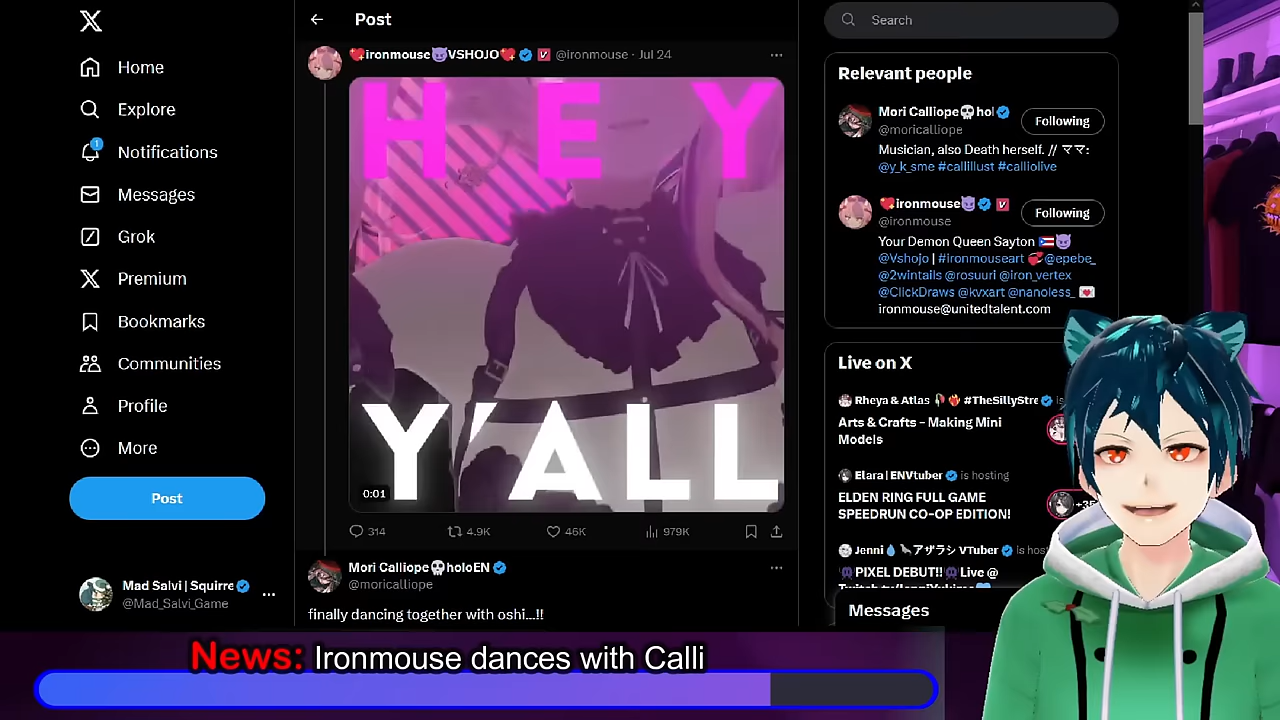 Home
Explore
1
Notifications
Messages
Grok
Premium
Bookmarks
Communities
Profile
More
Post
Mad Salvi | Squirre
@Mad_Salvi_Game
Post
ironmouse VSHOJO @ironmouse · Jul 24
HEY
Y'ALL
0:01
314 4.9K 46K 979K
Mori Calliope holoEN
@moricalliope
finally dancing together with oshi...!!
Search
Relevant people
Mori Calliope hol
@moricalliope
Following
Musician, also Death herself. // ママ:
@y_k_sme #calliillust #calliolive
ironmouse
@ironmouse
Following
Your Demon Queen Sayton
@Vshojo | #ironmouseart @epebe_
@2wintails @rosuuri @iron_vertex
@ClickDraws @kvxart @nanoless_
ironmouse@unitedtalent.com
Live on X
Rheya & Atlas #TheSillyStre is
Arts & Crafts - Making Mini
Models
Elara | ENVtuber is hosting
ELDEN RING FULL GAME
SPEEDRUN CO-OP EDITION!
Jenni アザラシ VTuber is host
PIXEL DEBUT!! Live @
Messages
News: Ironmouse dances with Calli